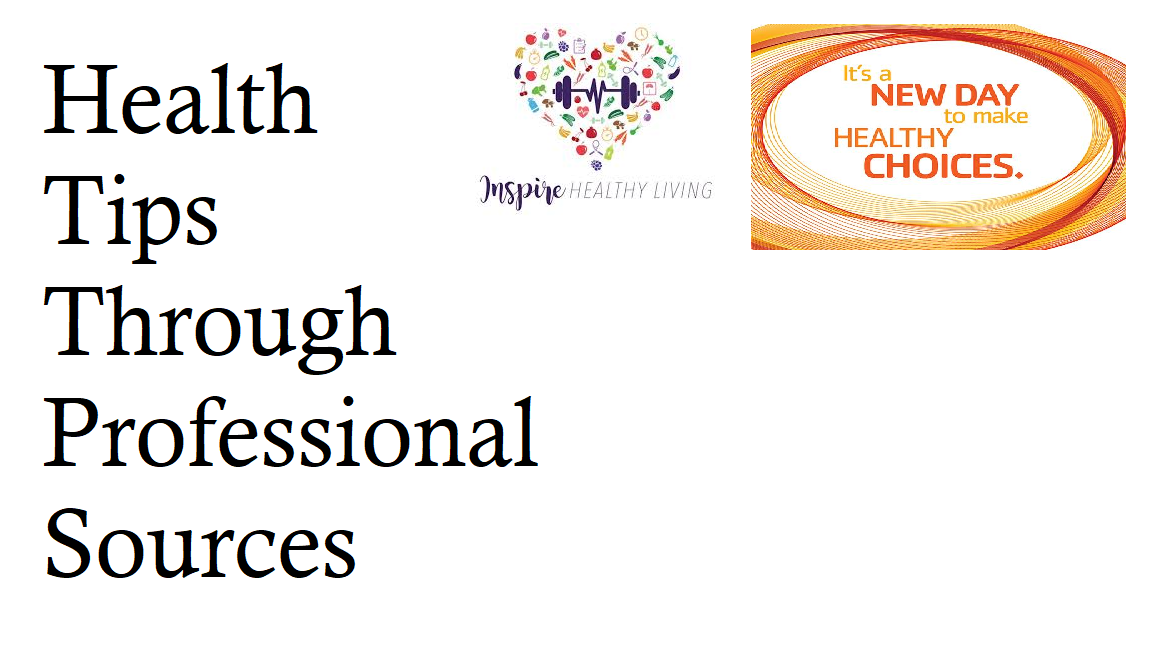 Health
Tips
Through
Professional
Sources
Inspire HEALTHY LIVING
It's a
NEW DAY
to make
HEALTHY
CHOICES.